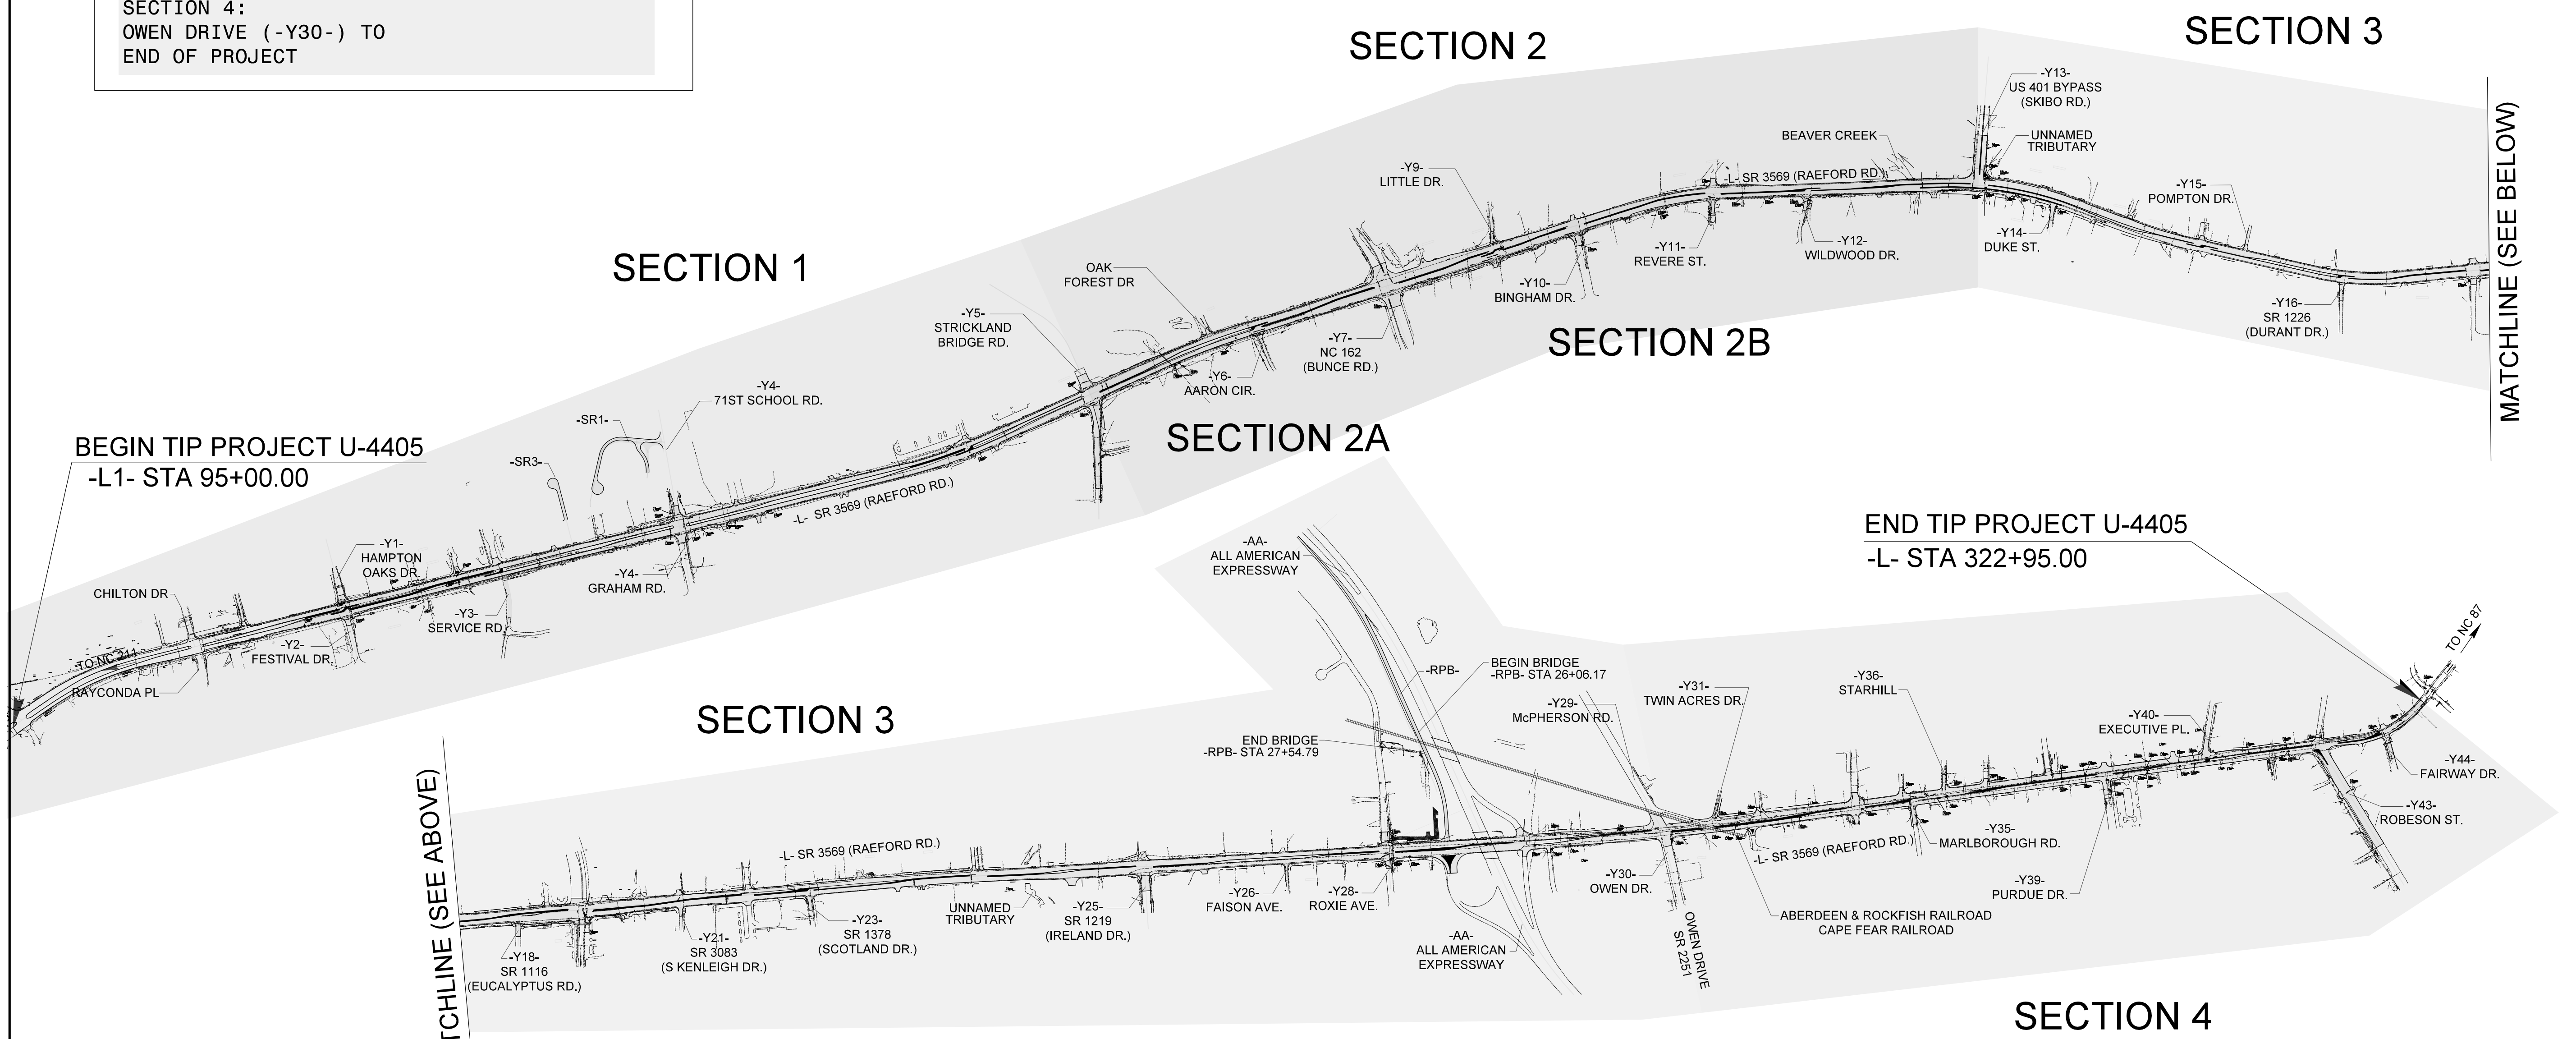 SECTION 4:
OWEN DRIVE (-Y30-) TO
END OF PROJECT
SECTION 2
SECTION 3
-Y13-
US 401 BYPASS
(SKIBO RD.)
UNNAMED
TRIBUTARY
BEAVER CREEK
-L- SR 3569 (RAEFORD RD.)
-Y9-
LITTLE DR.
-Y15-
POMPTON DR.
MATCHLINE (SEE BELOW)
-Y14-
DUKE ST.
-Y12-
WILDWOOD DR.
-Y11-
REVERE ST.
-Y10-
BINGHAM DR.
-Y16-
SR 1226
(DURANT DR.)
SECTION 1
OAK
FOREST DR
-Y5-
STRICKLAND
BRIDGE RD.
-Y7-
NC 162
(BUNCE RD.)
SECTION 2B
-Y6-
AARON CIR.
SECTION 2A
-Y4-
71ST SCHOOL RD.
-SR1-
-SR3-
-L- SR 3569 (RAEFORD RD.)
BEGIN TIP PROJECT U-4405
-L1- STA 95+00.00
-Y1-
HAMPTON
OAKS DR.
-Y4-
GRAHAM RD.
CHILTON DR
-Y3-
SERVICE RD
-Y2-
FESTIVAL DR.
TO NC 211
RAYCONDA PL
END TIP PROJECT U-4405
-L- STA 322+95.00
TO NC 87
-AA-
ALL AMERICAN
EXPRESSWAY
-RPB-
BEGIN BRIDGE
-RPB- STA 26+06.17
END BRIDGE
-RPB- STA 27+54.79
-Y29-
McPHERSON RD.
-Y31-
TWIN ACRES DR.
-Y36-
STARHILL
-Y40-
EXECUTIVE PL.
-Y44-
FAIRWAY DR.
-Y43-
ROBESON ST.
SECTION 3
TCHLINE (SEE ABOVE)
-L- SR 3569 (RAEFORD RD.)
-L- SR 3569 (RAEFORD RD.)
-Y35-
MARLBOROUGH RD.
-Y39-
PURDUE DR.
-Y30-
OWEN DR.
-Y28-
ROXIE AVE.
-Y26-
FAISON AVE.
-Y25-
SR 1219
(IRELAND DR.)
UNNAMED
TRIBUTARY
-Y23-
SR 1378
(SCOTLAND DR.)
-Y21-
SR 3083
(S KENLEIGH DR.)
-Y18-
SR 1116
(EUCALYPTUS RD.)
-AA-
ALL AMERICAN
EXPRESSWAY
OWEN DRIVE
SR 2251
ABERDEEN & ROCKFISH RAILROAD
CAPE FEAR RAILROAD
SECTION 4